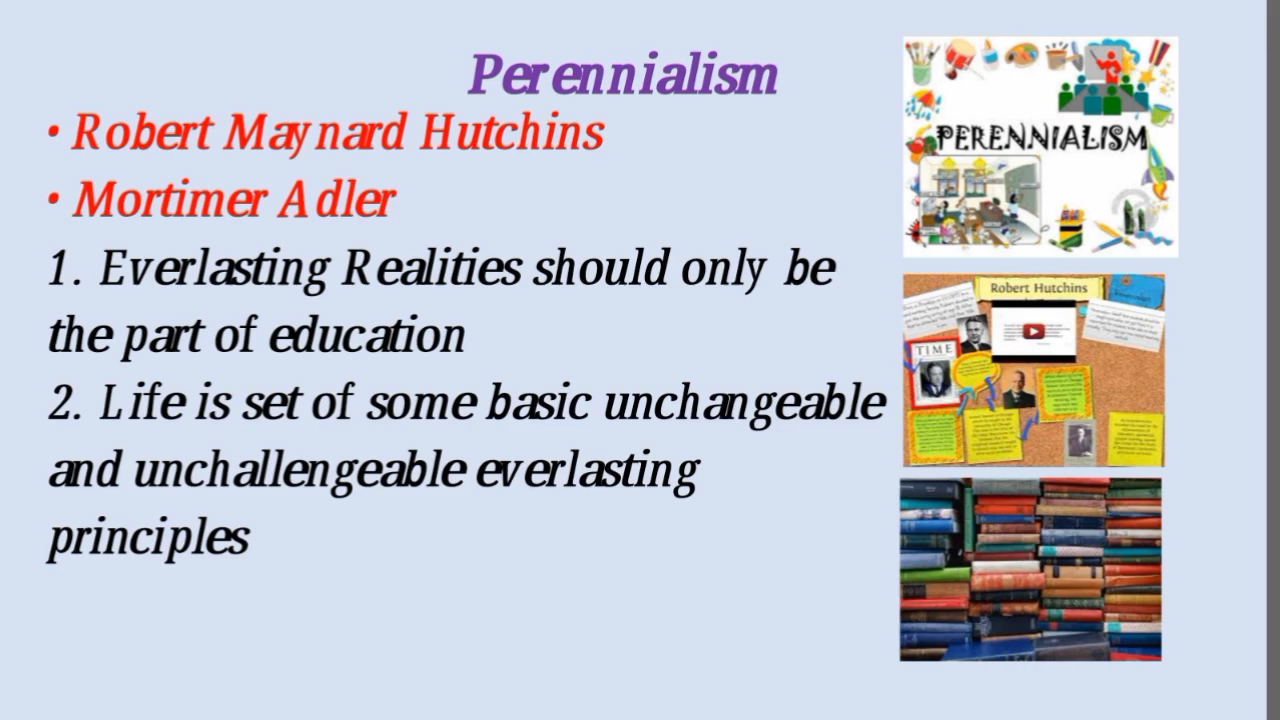 Perennialism
• Robert Maynard Hutchins
• Mortimer Adler
1. Everlasting Realities should only be
the part of education
2. Life is set of some basic unchangeable
and unchallengeable everlasting
principles
PERENNIALISM
Robert Hutchins
TIME